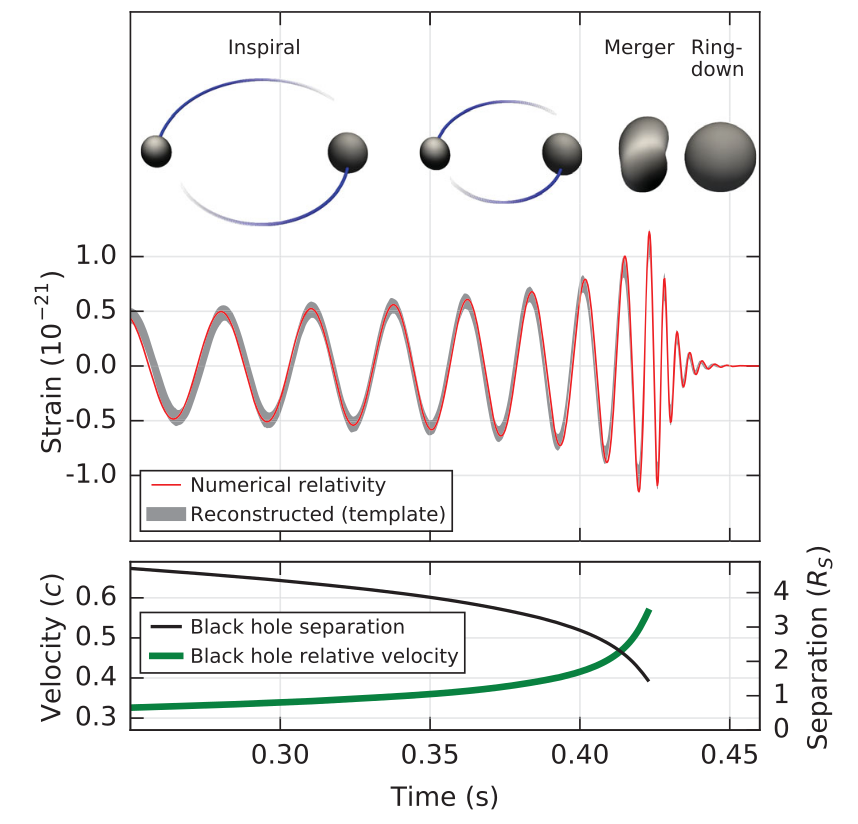 Inspiral
Merger
Ring-
down
Strain (10⁻²¹)
1.0
0.5
0.0
-0.5
-1.0
Numerical relativity
Reconstructed (template)
Velocity (c)
0.6
0.5
0.4
0.3
Black hole separation
Black hole relative velocity
4
3
2
1
0
Separation (R_S)
0.30
0.35
0.40
0.45
Time (s)